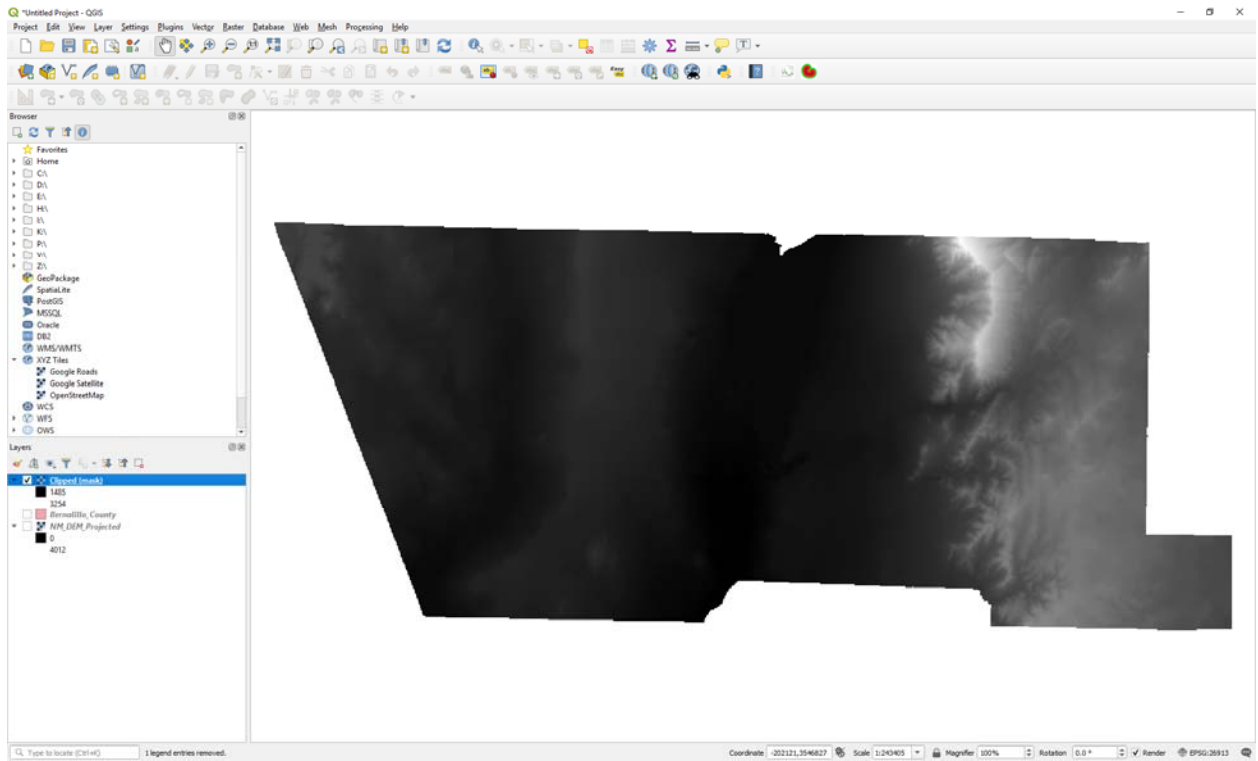 *Untitled Project - QGIS
Project Edit View Layer Settings Plugins Vector Raster Database Web Mesh Processing Help
Browser
Favorites
Home
C:\
D:\
E:\
H:\
I:\
K:\
P:\
V:\
Z:\
GeoPackage
SpatiaLite
PostGIS
MSSQL
Oracle
DB2
WMS/WMTS
XYZ Tiles
Google Roads
Google Satellite
OpenStreetMap
WCS
WFS
OWS
Layers
Clipped (mask)
1485
3254
Bernalillo_County
NM_DEM_Projected
0
4012
Type to locate (Ctrl+K) 1 legend entries removed. Coordinate -202121,3546827 Scale 1:243405 Magnifier 100% Rotation 0.0 ° Render EPSG:26913